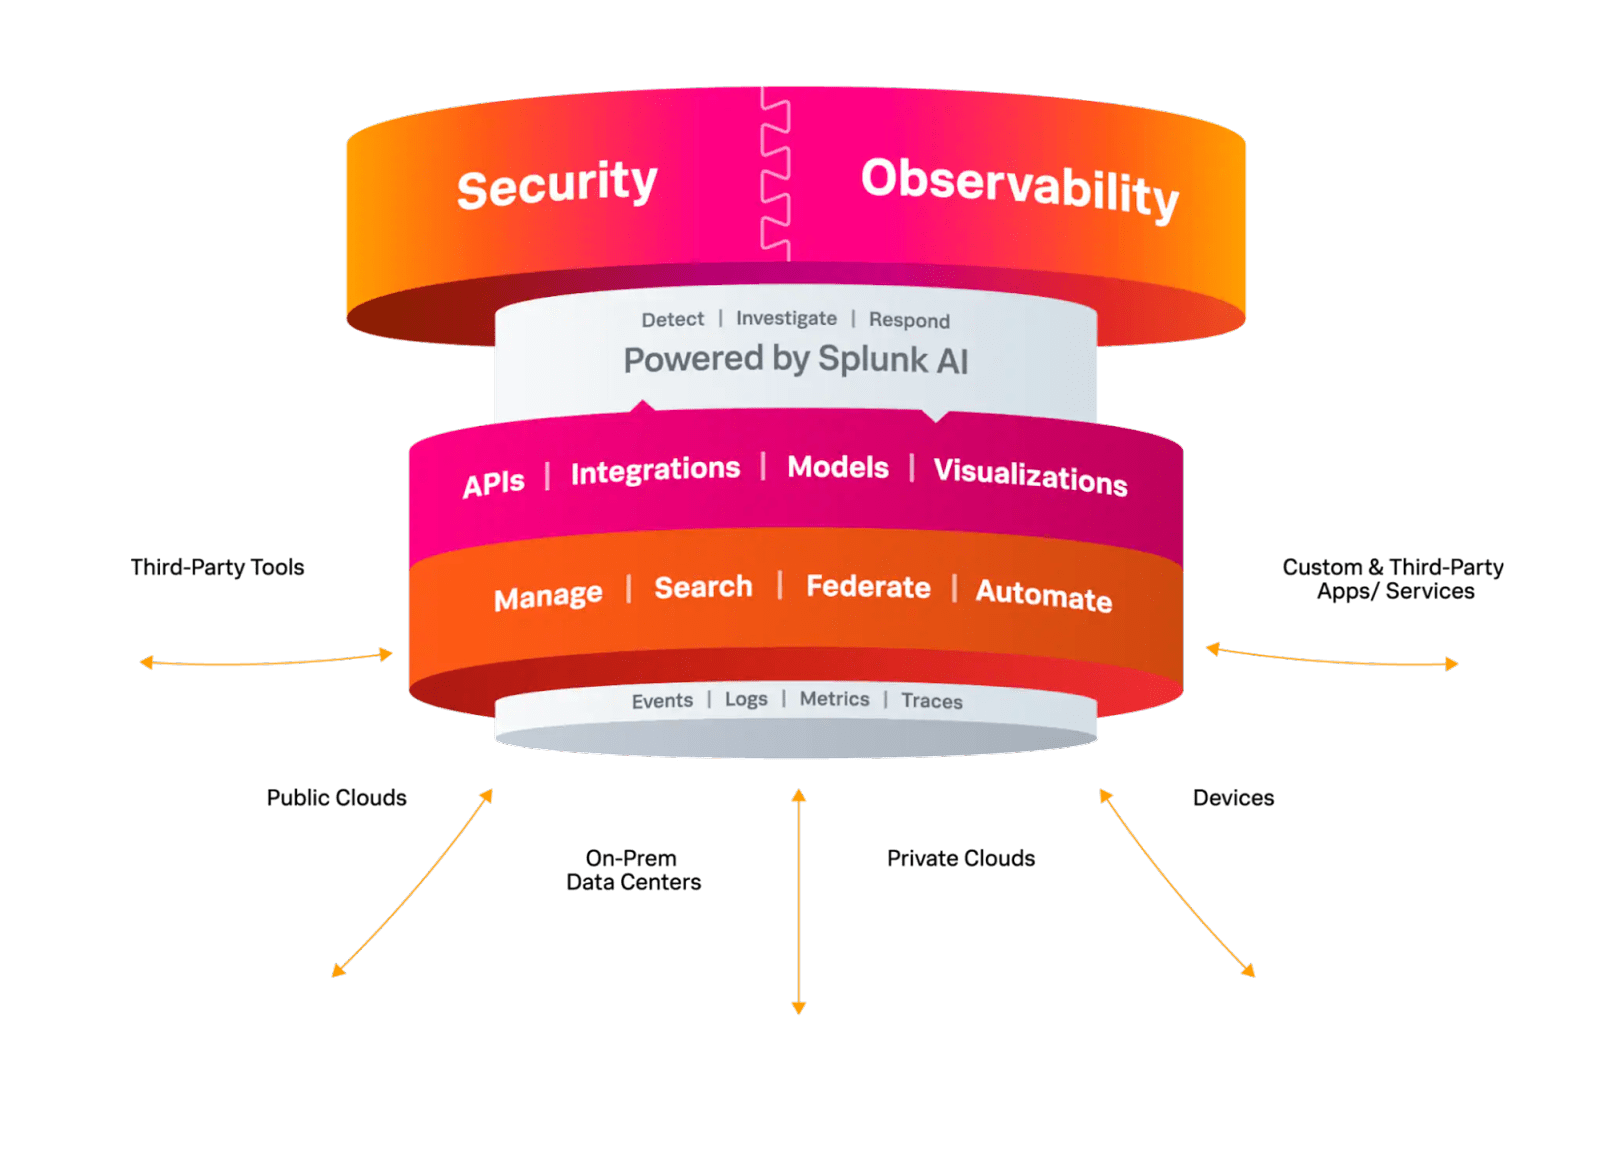 Security
Observability
Detect | Investigate | Respond
Powered by Splunk AI
APIs | Integrations | Models | Visualizations
Manage | Search | Federate | Automate
Events | Logs | Metrics | Traces
Third-Party Tools
Custom & Third-Party
Apps/ Services
Public Clouds
On-Prem
Data Centers
Private Clouds
Devices